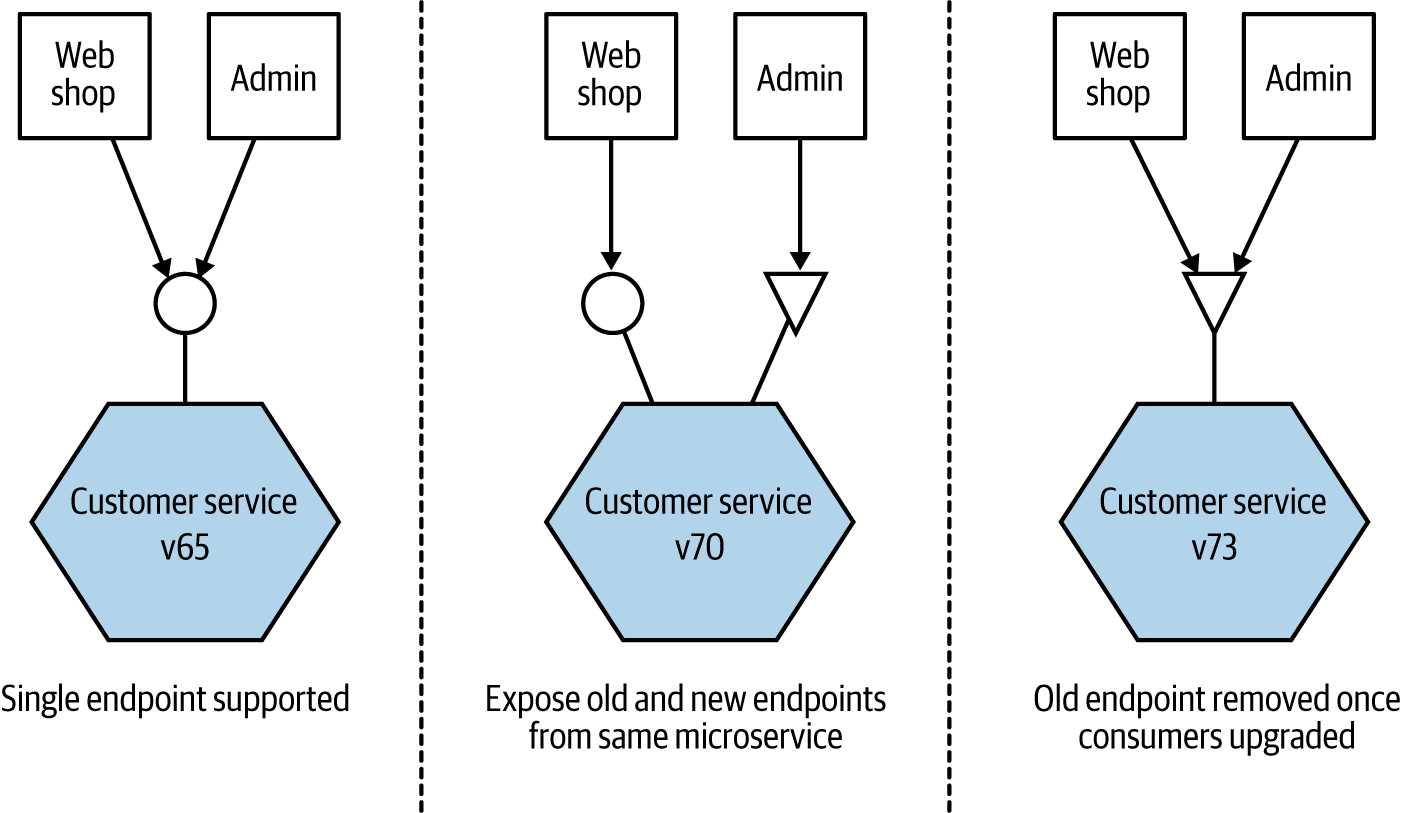 Web
shop
Admin
Customer service
v65
Single endpoint supported
Web
shop
Admin
Customer service
v70
Expose old and new endpoints
from same microservice
Web
shop
Admin
Customer service
v73
Old endpoint removed once
consumers upgraded